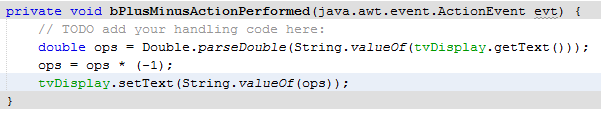 private void bPlusMinusActionPerformed(java.awt.event.ActionEvent evt) {
// TODO add your handling code here:
double ops = Double.parseDouble(String.valueOf(tvDisplay.getText()));
ops = ops * (-1);
tvDisplay.setText(String.valueOf(ops));
}